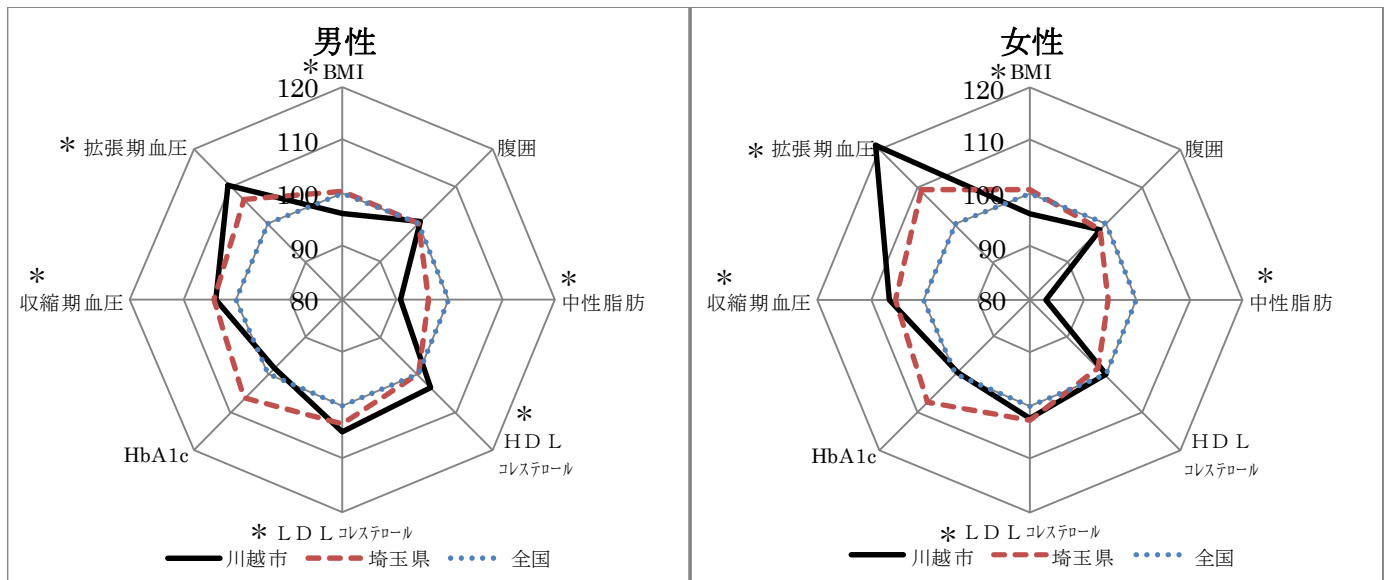 男性
＊BMI
120
110
100
90
80
腹囲
＊
中性脂肪
＊
ＨＤＬ
ｺﾚｽﾃﾛｰﾙ
＊ＬＤＬｺﾚｽﾃﾛｰﾙ
HbA1c
＊
収縮期血圧
＊拡張期血圧
川越市
埼玉県
全国
女性
＊BMI
120
110
100
90
80
腹囲
＊
中性脂肪
ＨＤＬ
ｺﾚｽﾃﾛｰﾙ
＊ＬＤＬｺﾚｽﾃﾛｰﾙ
HbA1c
＊
収縮期血圧
＊拡張期血圧
川越市
埼玉県
全国